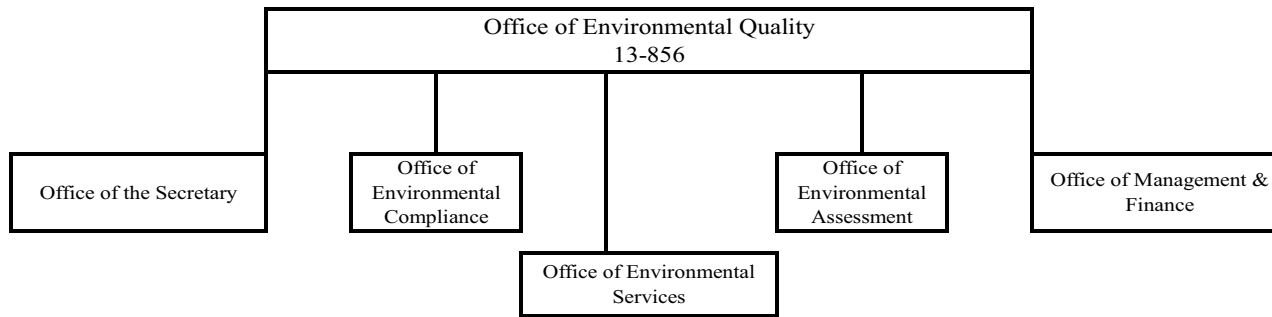 Office of Environmental Quality
13-856
Office of the Secretary
Office of
Environmental
Compliance
Office of Environmental
Services
Office of
Environmental
Assessment
Office of Management &
Finance